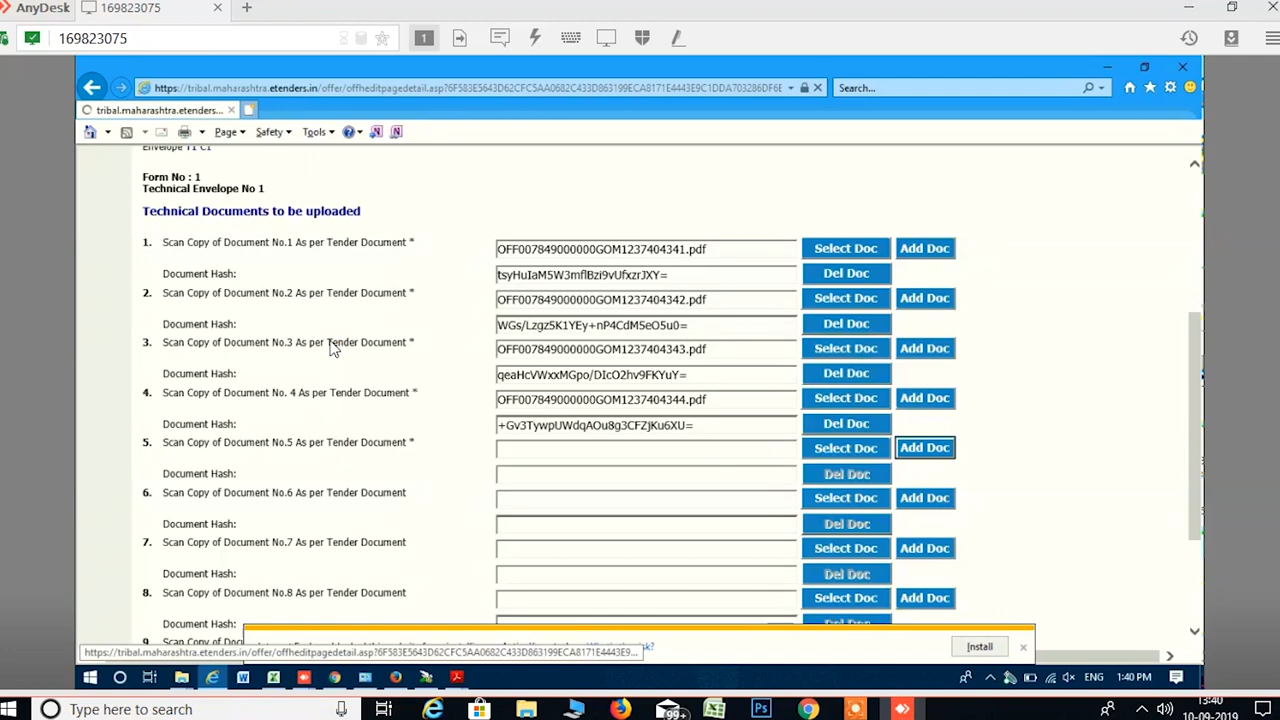 AnyDesk
169823075
169823075
1
https://tribal.maharashtra.etenders.in/offer/offheditpagedetail.asp?6F583E5643D62CFC5AA0682C433D863199ECA8171E4443E9C1DDA703286DF6E
Search...
tribal.maharashtra.etenders...
Page
Safety
Tools
Form No : 1
Technical Envelope No 1
Technical Documents to be uploaded
1. Scan Copy of Document No.1 As per Tender Document * OFF007849000000GOM1237404341.pdf Select Doc Add Doc
Document Hash: tsyHuIaM5W3mflBzi9vUfxzrJXY= Del Doc
2. Scan Copy of Document No.2 As per Tender Document * OFF007849000000GOM1237404342.pdf Select Doc Add Doc
Document Hash: WGs/Lzgz5K1YEy+nP4CdM5eO5u0= Del Doc
3. Scan Copy of Document No.3 As per Tender Document * OFF007849000000GOM1237404343.pdf Select Doc Add Doc
Document Hash: qeaHcVWxxMGpo/DIcO2hv9FKYuY= Del Doc
4. Scan Copy of Document No. 4 As per Tender Document * OFF007849000000GOM1237404344.pdf Select Doc Add Doc
Document Hash: +Gv3TywpUWdqAOu8g3CFZjKu6XU= Del Doc
5. Scan Copy of Document No.5 As per Tender Document * Select Doc Add Doc
Document Hash: Del Doc
6. Scan Copy of Document No.6 As per Tender Document Select Doc Add Doc
Document Hash: Del Doc
7. Scan Copy of Document No.7 As per Tender Document Select Doc Add Doc
Document Hash: Del Doc
8. Scan Copy of Document No.8 As per Tender Document Select Doc Add Doc
Document Hash:
9. Scan Copy of
Install
https://tribal.maharashtra.etenders.in/offer/offheditpagedetail.asp?6F583E5643D62CFC5AA0682C433D863199ECA8171E4443E9...
ENG 1:40 PM
Type here to search
99+
13:40
10-09-2019